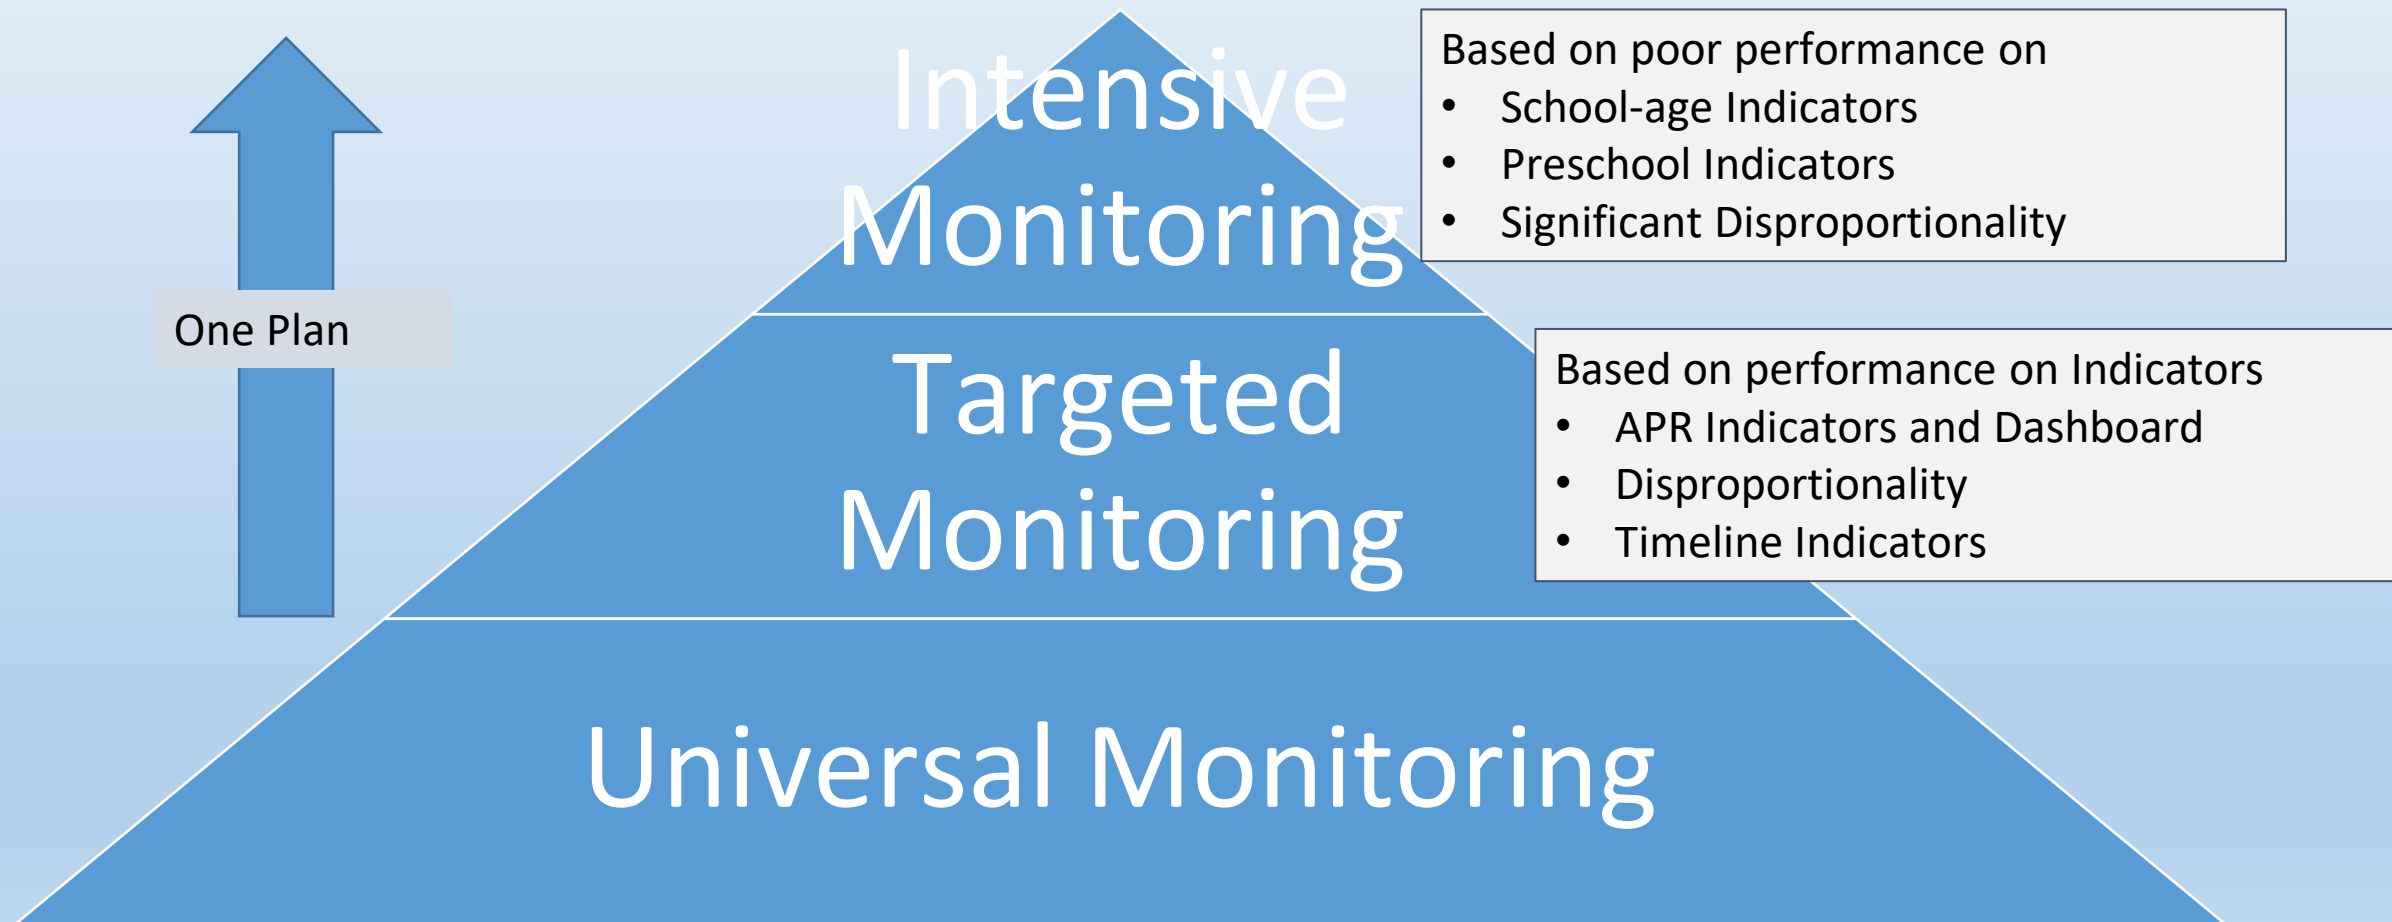 Intensive
Monitoring
Based on poor performance on
• School-age Indicators
• Preschool Indicators
• Significant Disproportionality
One Plan
Targeted
Monitoring
Based on performance on Indicators
• APR Indicators and Dashboard
• Disproportionality
• Timeline Indicators
Universal Monitoring